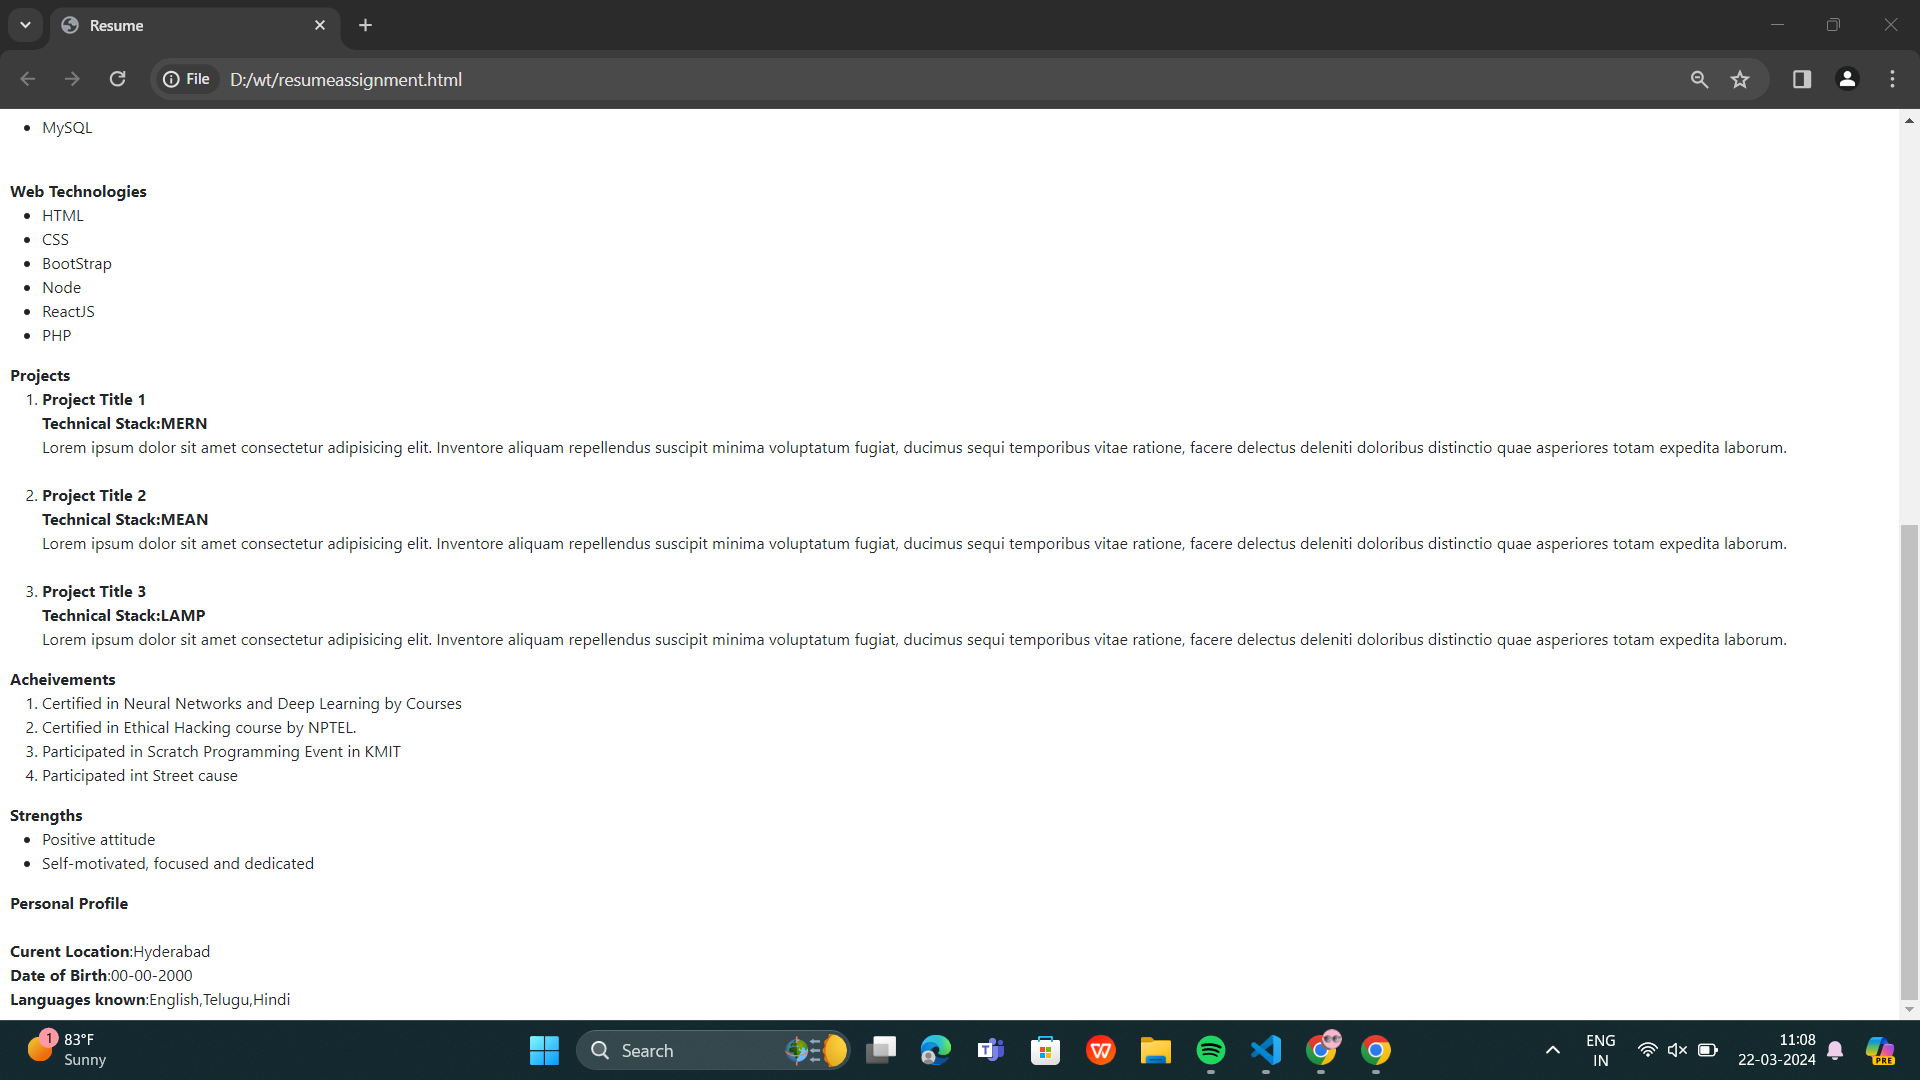 Resume
File D:/wt/resumeassignment.html
• MySQL
Web Technologies
• HTML
• CSS
• BootStrap
• Node
• ReactJS
• PHP
Projects
1. Project Title 1
Technical Stack:MERN
Lorem ipsum dolor sit amet consectetur adipisicing elit. Inventore aliquam repellendus suscipit minima voluptatum fugiat, ducimus sequi temporibus vitae ratione, facere delectus deleniti doloribus distinctio quae asperiores totam expedita laborum.
2. Project Title 2
Technical Stack:MEAN
Lorem ipsum dolor sit amet consectetur adipisicing elit. Inventore aliquam repellendus suscipit minima voluptatum fugiat, ducimus sequi temporibus vitae ratione, facere delectus deleniti doloribus distinctio quae asperiores totam expedita laborum.
3. Project Title 3
Technical Stack:LAMP
Lorem ipsum dolor sit amet consectetur adipisicing elit. Inventore aliquam repellendus suscipit minima voluptatum fugiat, ducimus sequi temporibus vitae ratione, facere delectus deleniti doloribus distinctio quae asperiores totam expedita laborum.
Acheivements
1. Certified in Neural Networks and Deep Learning by Courses
2. Certified in Ethical Hacking course by NPTEL.
3. Participated in Scratch Programming Event in KMIT
4. Participated int Street cause
Strengths
• Positive attitude
• Self-motivated, focused and dedicated
Personal Profile
Curent Location:Hyderabad
Date of Birth:00-00-2000
Languages known:English,Telugu,Hindi
1
83°F
Sunny
Search
T
W
PRE
ENG
IN
11:08
22-03-2024